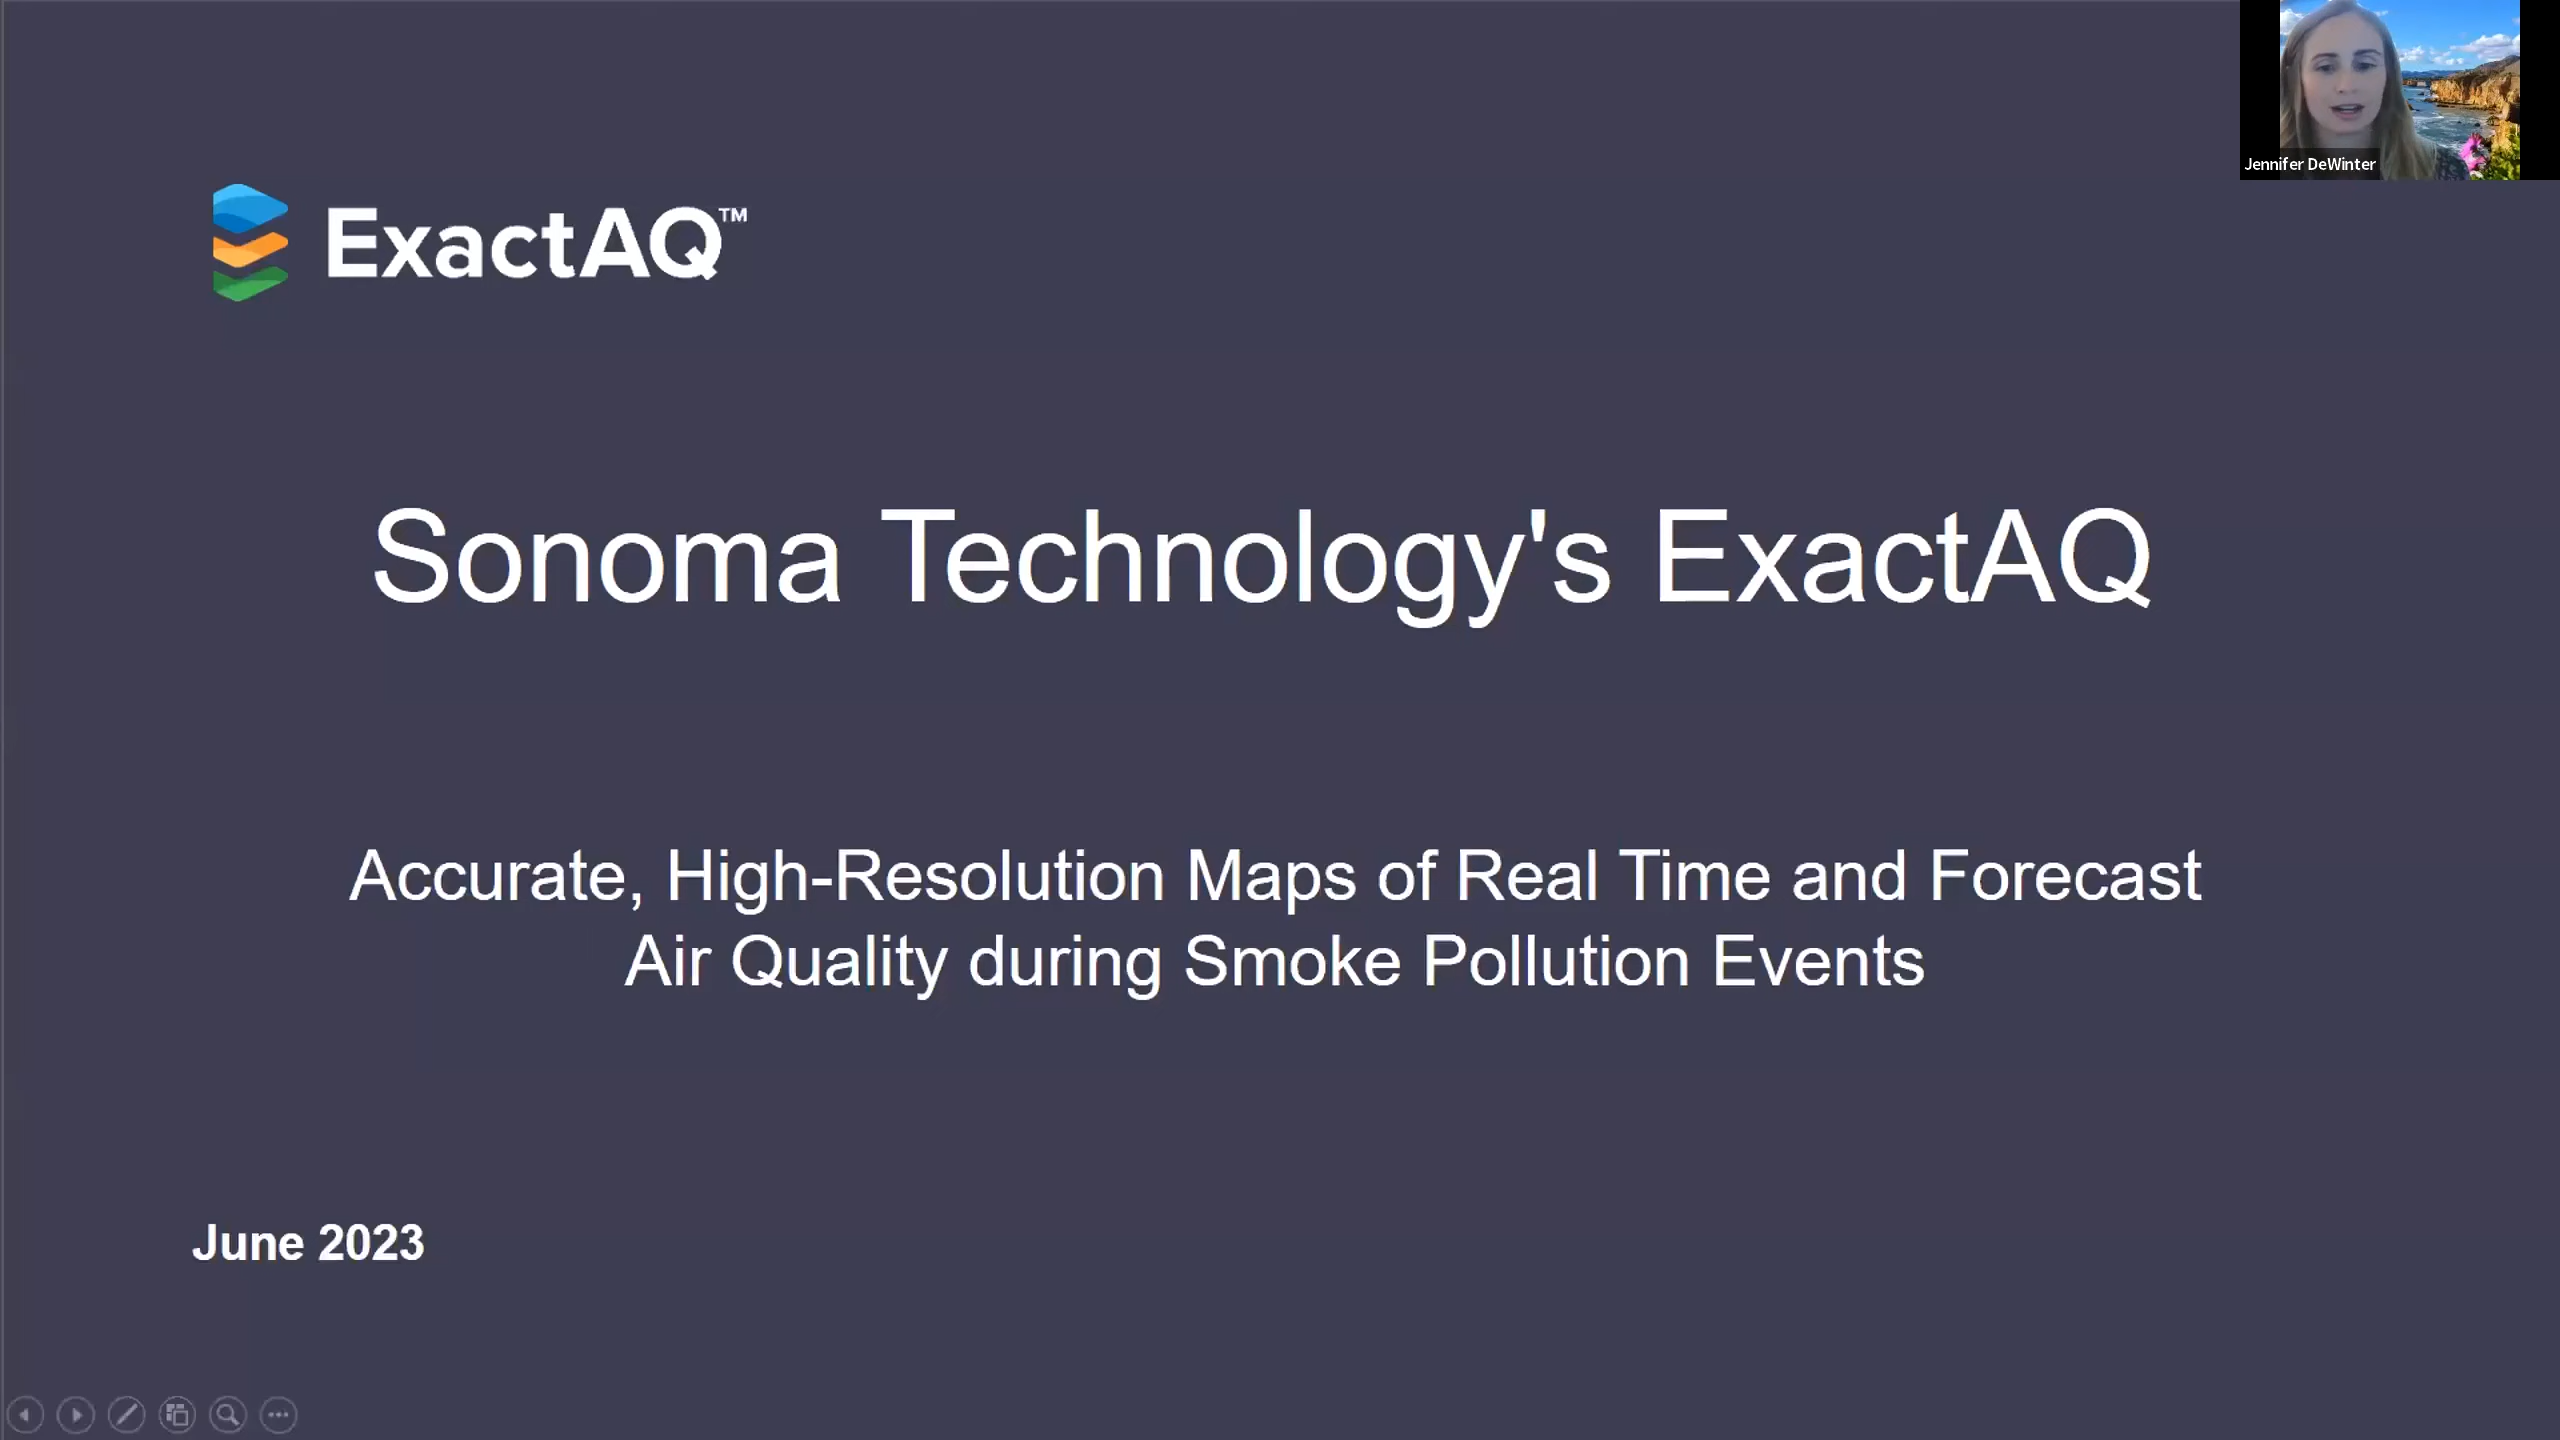 Jennifer DeWinter
ExactAQ™
Sonoma Technology's ExactAQ
Accurate, High-Resolution Maps of Real Time and Forecast
Air Quality during Smoke Pollution Events
June 2023